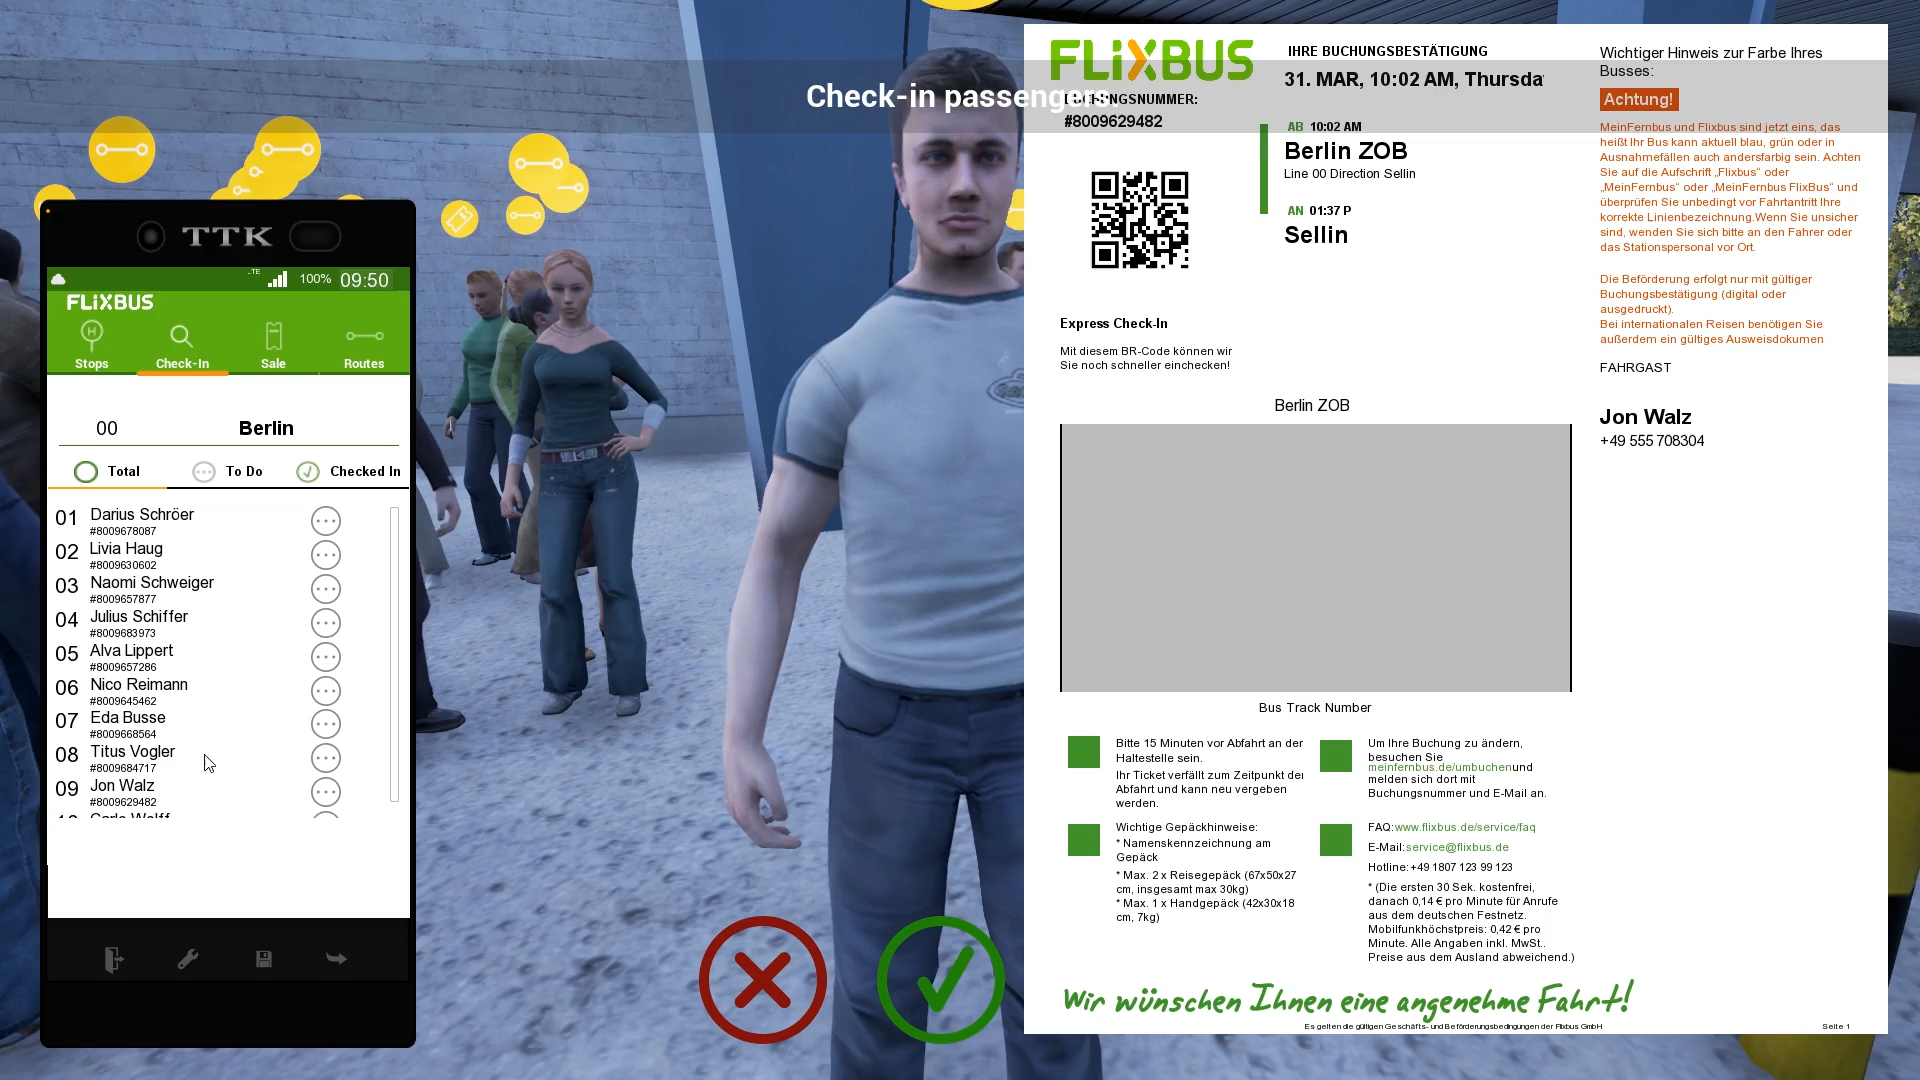 Check-in passengers.
TTK
LTE
100%
09:50
FLiXBUS
Stops
Check-In
Sale
Routes
00
Berlin
Total
To Do
Checked In
01 Darius Schröer
#8009678087
02 Livia Haug
#8009630602
03 Naomi Schweiger
#8009657877
04 Julius Schiffer
#8009683973
05 Alva Lippert
#8009657286
06 Nico Reimann
#8009645462
07 Eda Busse
#8009668564
08 Titus Vogler
#8009684717
09 Jon Walz
#8009629482
FLiXBUS
BUCHUNGSNUMMER:
#8009629482
Express Check-In
Mit diesem BR-Code können wir
Sie noch schneller einchecken!
IHRE BUCHUNGSBESTÄTIGUNG
31. MAR, 10:02 AM, Thursda
AB 10:02 AM
Berlin ZOB
Line 00 Direction Sellin
AN 01:37 P
Sellin
Berlin ZOB
Bus Track Number
Bitte 15 Minuten vor Abfahrt an der
Haltestelle sein.
Ihr Ticket verfällt zum Zeitpunkt der
Abfahrt und kann neu vergeben
werden.
Wichtige Gepäckhinweise:
* Namenskennzeichnung am
Gepäck
* Max. 2 x Reisegepäck (67x50x27
cm, insgesamt max 30kg)
* Max. 1 x Handgepäck (42x30x18
cm, 7kg)
Um Ihre Buchung zu ändern,
besuchen Sie
meinfernbus.de/umbuchenund
melden sich dort mit
Buchungsnummer und E-Mail an.
FAQ:www.flixbus.de/service/faq
E-Mail:service@flixbus.de
Hotline:+49 1807 123 99 123
* (Die ersten 30 Sek. kostenfrei,
danach 0,14 € pro Minute für Anrufe
aus dem deutschen Festnetz.
Mobilfunkhöchstpreis: 0,42 € pro
Minute. Alle Angaben inkl. MwSt..
Preise aus dem Ausland abweichend.)
Wichtiger Hinweis zur Farbe Ihres
Busses:
Achtung!
MeinFernbus und Flixbus sind jetzt eins, das
heißt Ihr Bus kann aktuell blau, grün oder in
Ausnahmefällen auch andersfarbig sein. Achten
Sie auf die Aufschrift „Flixbus“ oder
„MeinFernbus“ oder „MeinFernbus FlixBus“ und
überprüfen Sie unbedingt vor Fahrtantritt Ihre
korrekte Linienbezeichnung.Wenn Sie unsicher
sind, wenden Sie sich bitte an den Fahrer oder
das Stationspersonal vor Ort.
Die Beförderung erfolgt nur mit gültiger
Buchungsbestätigung (digital oder
ausgedruckt).
Bei internationalen Reisen benötigen Sie
außerdem ein gültiges Ausweisdokumen
FAHRGAST
Jon Walz
+49 555 708304
Wir wünschen Ihnen eine angenehme Fahrt!
Es gelten die gültigen Geschäfts- und Beförderungsbedingungen der Flixbus GmbH
Seite 1